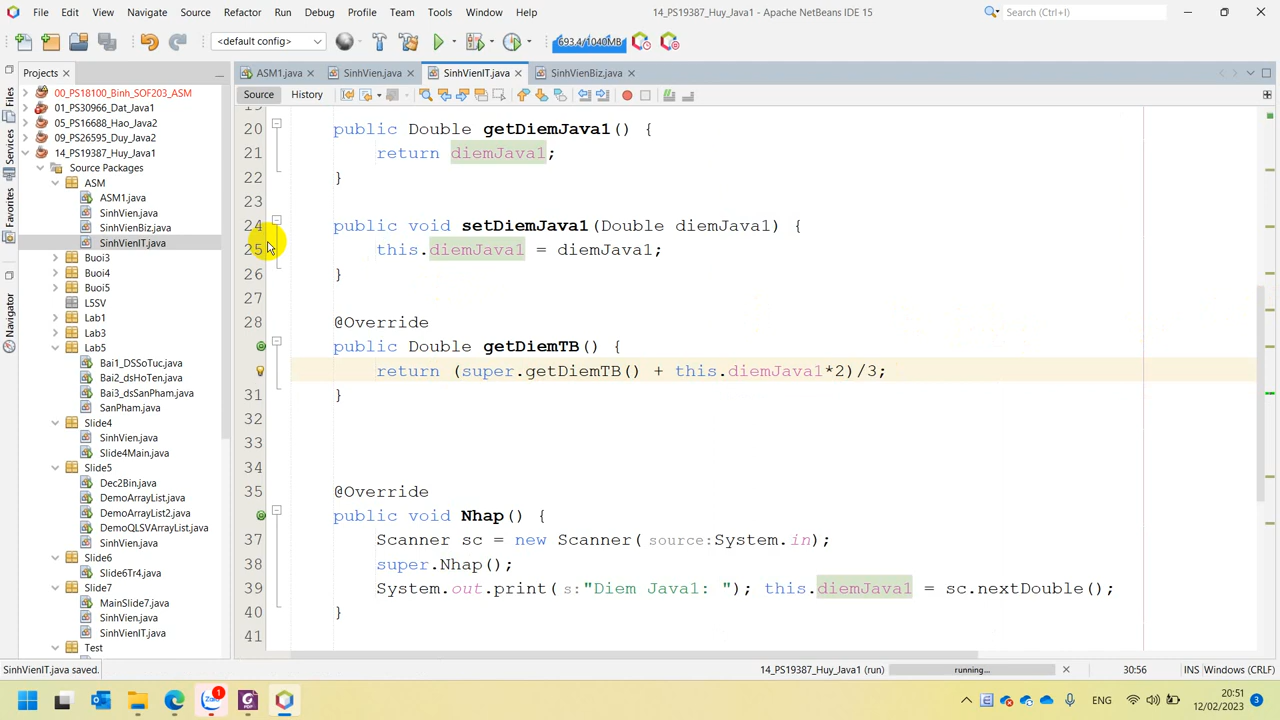 File Edit View Navigate Source Refactor Run Debug Profile Team Tools Window Help
14_PS19387_Huy_Java1 - Apache NetBeans IDE 15
Search (Ctrl+I)
<default config>
693.4/1040MB
Projects
ASM1.java SinhVien.java SinhVienIT.java SinhVienBiz.java
Source History
Files
Services
Favorites
Navigator
00_PS18100_Binh_SOF203_ASM
01_PS30966_Dat_Java1
05_PS16688_Hao_Java2
09_PS26595_Duy_Java2
14_PS19387_Huy_Java1
Source Packages
ASM
ASM1.java
SinhVien.java
SinhVienBiz.java
SinhVienIT.java
Buoi3
Buoi4
Buoi5
L5SV
Lab1
Lab3
Lab5
Bai1_DSSoTuc.java
Bai2_dsHoTen.java
Bai3_dsSanPham.java
SanPham.java
Slide4
SinhVien.java
Slide4Main.java
Slide5
Dec2Bin.java
DemoArrayList.java
DemoArrayList2.java
DemoQLSVArrayList.java
SinhVien.java
Slide6
Slide6Tr4.java
Slide7
MainSlide7.java
SinhVien.java
SinhVienIT.java
Test
19
20 public Double getDiemJava1() {
21 return diemJava1;
22 }
23
24 public void setDiemJava1(Double diemJava1) {
25 this.diemJava1 = diemJava1;
26 }
27
28 @Override
public Double getDiemTB() {
return (super.getDiemTB() + this.diemJava1*2)/3;
31 }
32
33
34
35 @Override
public void Nhap() {
37 Scanner sc = new Scanner(source:System.in);
38 super.Nhap();
39 System.out.print(s:"Diem Java1: "); this.diemJava1 = sc.nextDouble();
40 }
41
SinhVienIT.java saved.
14_PS19387_Huy_Java1 (run)
running...
30:56
INS
Windows (CRLF)
Zalo
1
PDF
ENG
20:51
12/02/2023
3